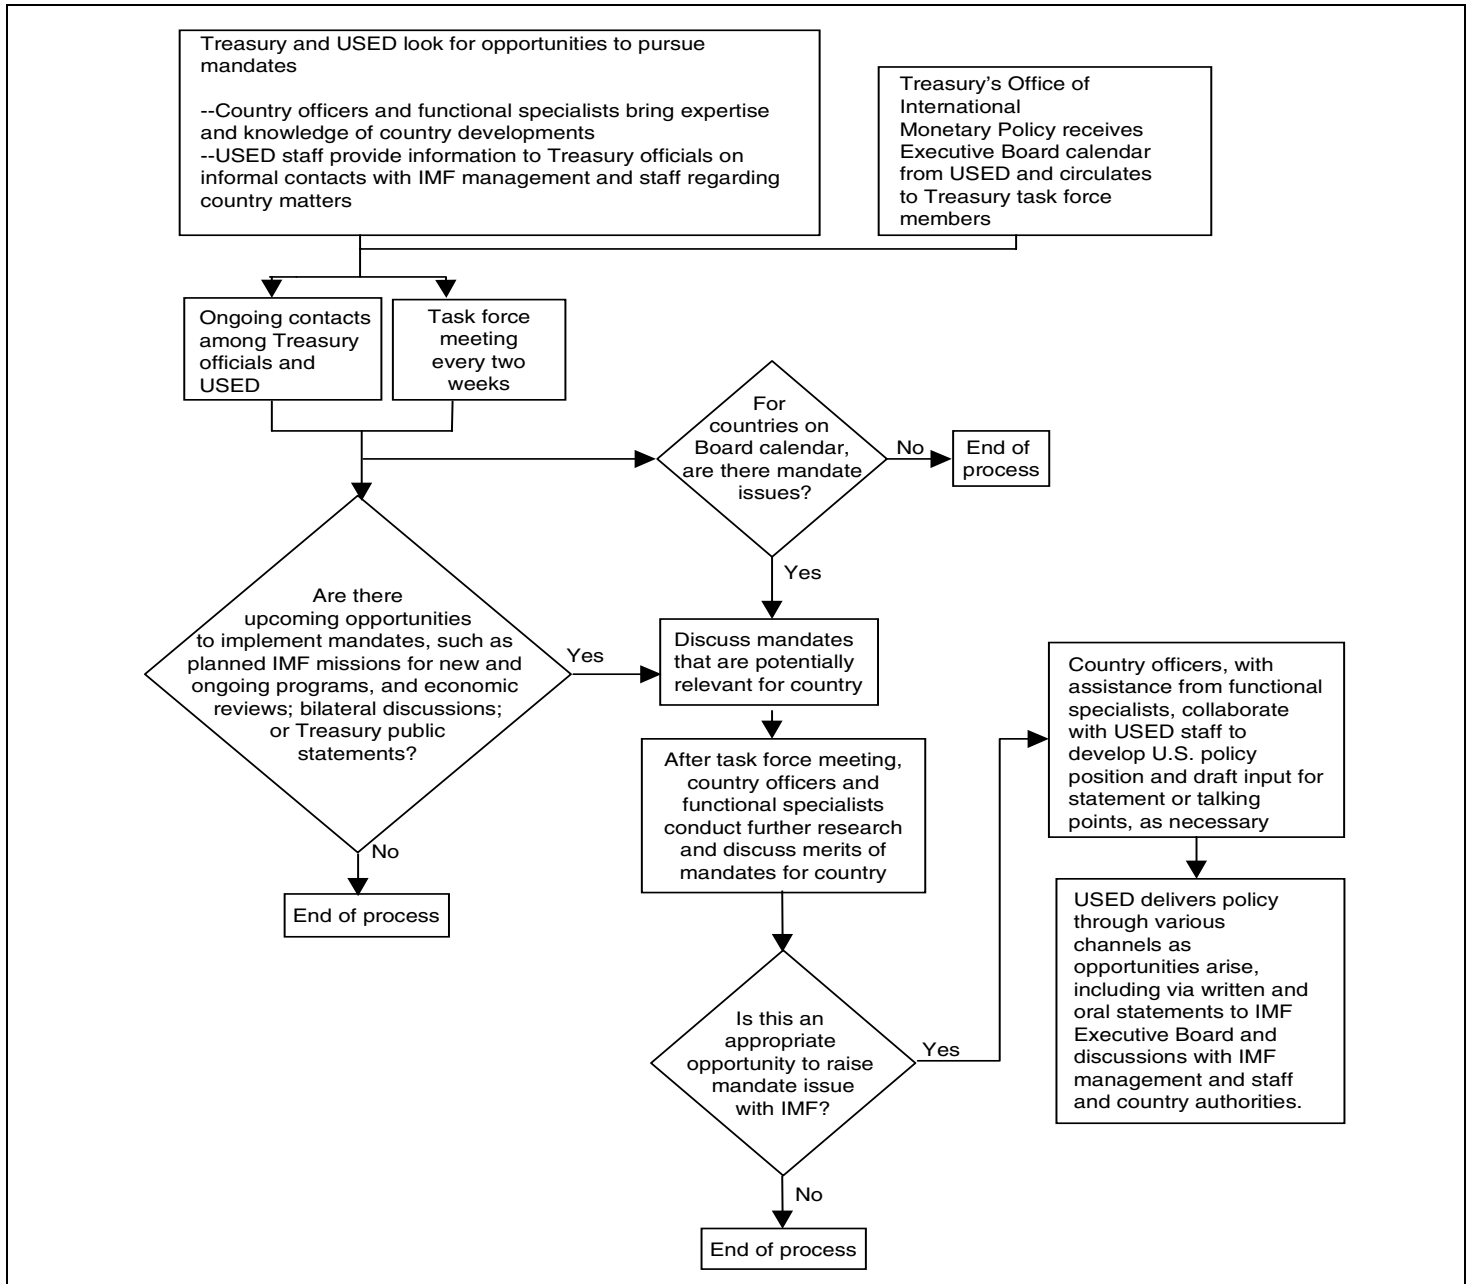 Treasury and USED look for opportunities to pursue
mandates
--Country officers and functional specialists bring expertise
and knowledge of country developments
--USED staff provide information to Treasury officials on
informal contacts with IMF management and staff regarding
country matters
Treasury's Office of
International
Monetary Policy receives
Executive Board calendar
from USED and circulates
to Treasury task force
members
Ongoing contacts
among Treasury
officials and
USED
Task force
meeting
every two
weeks
For
countries on
Board calendar,
are there mandate
issues?
No
End of
process
Yes
Are there
upcoming opportunities
to implement mandates, such as
planned IMF missions for new and
ongoing programs, and economic
reviews; bilateral discussions;
or Treasury public
statements?
Yes
No
End of process
Discuss mandates
that are potentially
relevant for country
After task force meeting,
country officers and
functional specialists
conduct further research
and discuss merits of
mandates for country
Is this an
appropriate
opportunity to raise
mandate issue
with IMF?
Yes
No
End of process
Country officers, with
assistance from functional
specialists, collaborate
with USED staff to
develop U.S. policy
position and draft input for
statement or talking
points, as necessary
USED delivers policy
through various
channels as
opportunities arise,
including via written and
oral statements to IMF
Executive Board and
discussions with IMF
management and staff
and country authorities.